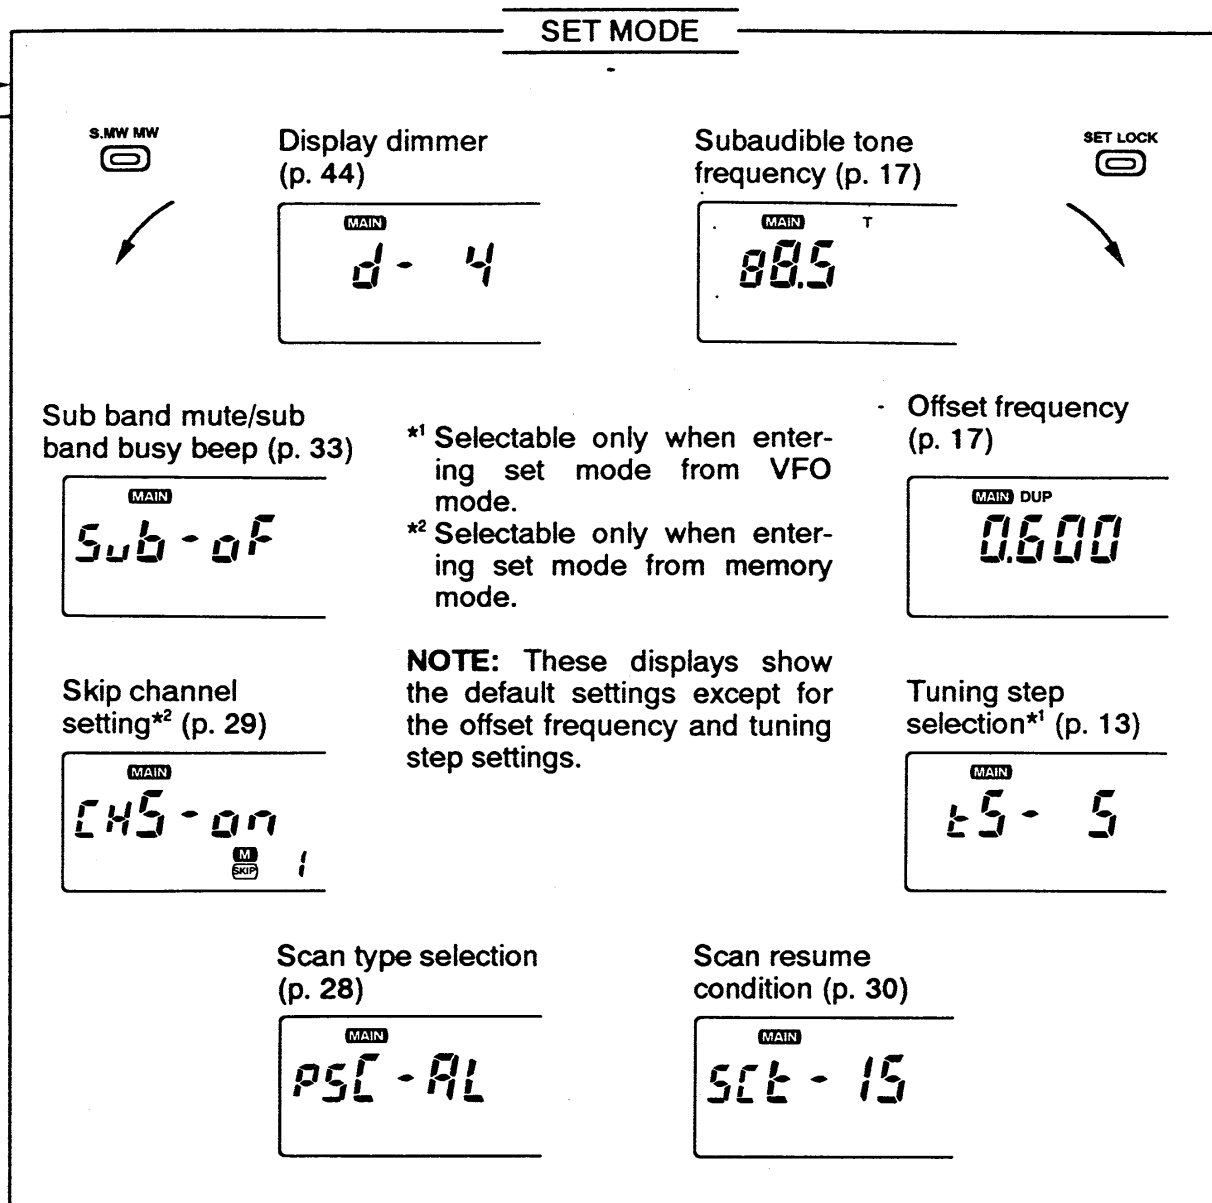 SET MODE
S.MW MW
Display dimmer
(p. 44)
MAIN
d- 4
Subaudible tone
frequency (p. 17)
MAIN T
88.5
SET LOCK
Sub band mute/sub
band busy beep (p. 33)
MAIN
Sub-oF
*1 Selectable only when enter-
ing set mode from VFO
mode.
*2 Selectable only when enter-
ing set mode from memory
mode.
Offset frequency
(p. 17)
MAIN DUP
0.600
NOTE: These displays show
the default settings except for
the offset frequency and tuning
step settings.
Skip channel
setting*2 (p. 29)
MAIN
CHS-on
M
SKIP 1
Tuning step
selection*1 (p. 13)
MAIN
tS- 5
Scan type selection
(p. 28)
MAIN
PSC-AL
Scan resume
condition (p. 30)
MAIN
SCt-15